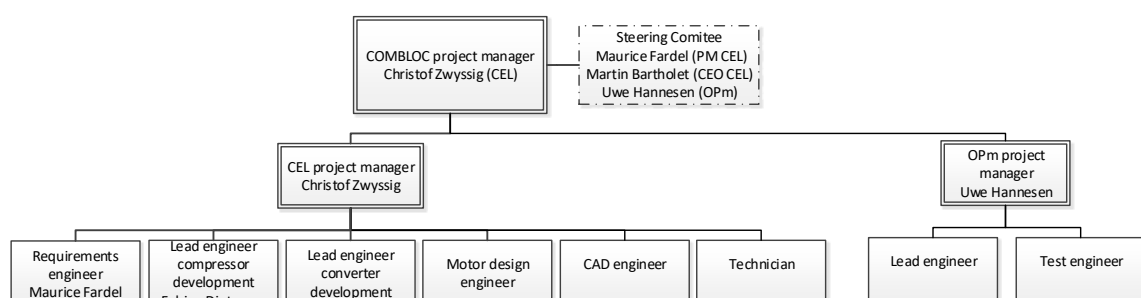 COMBLOC project manager
Christof Zwyssig (CEL)
Steering Comitee
Maurice Fardel (PM CEL)
Martin Bartholet (CEO CEL)
Uwe Hannesen (OPm)
CEL project manager
Christof Zwyssig
OPm project
manager
Uwe Hannesen
Requirements
engineer
Maurice Fardel
Lead engineer
compressor
development
Lead engineer
converter
development
Motor design
engineer
CAD engineer
Technician
Lead engineer
Test engineer